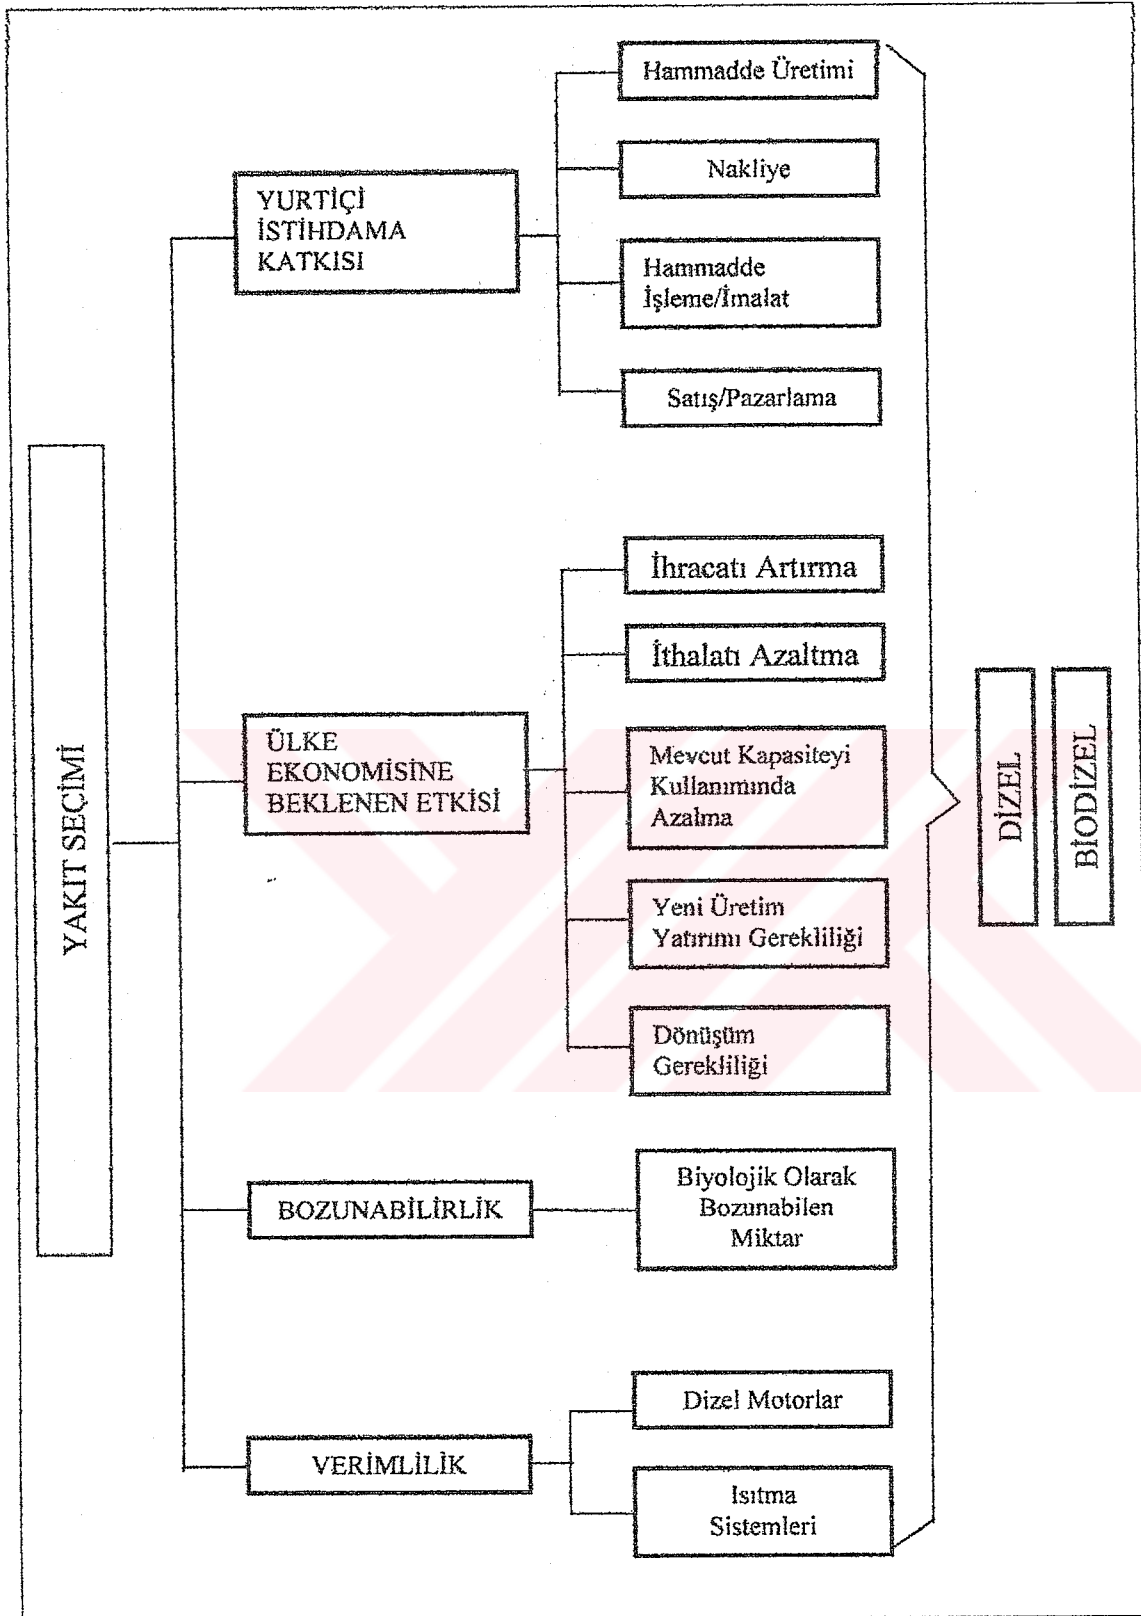 YAKIT SEÇİMİ
YURTİÇİ
İSTİHDAMA
KATKISI
Hammadde Üretimi
Nakliye
Hammadde
İşleme/İmalat
Satış/Pazarlama
ÜLKE
EKONOMİSİNE
BEKLENEN ETKİSİ
İhracatı Artırma
İthalatı Azaltma
Mevcut Kapasiteyi
Kullanımında
Azalma
Yeni Üretim
Yatırımı Gerekliliği
Dönüşüm
Gerekliliği
BOZUNABİLİRLİK
Biyolojik Olarak
Bozunabilen
Miktar
VERİMLİLİK
Dizel Motorlar
Isıtma
Sistemleri
DİZEL
BİODİZEL